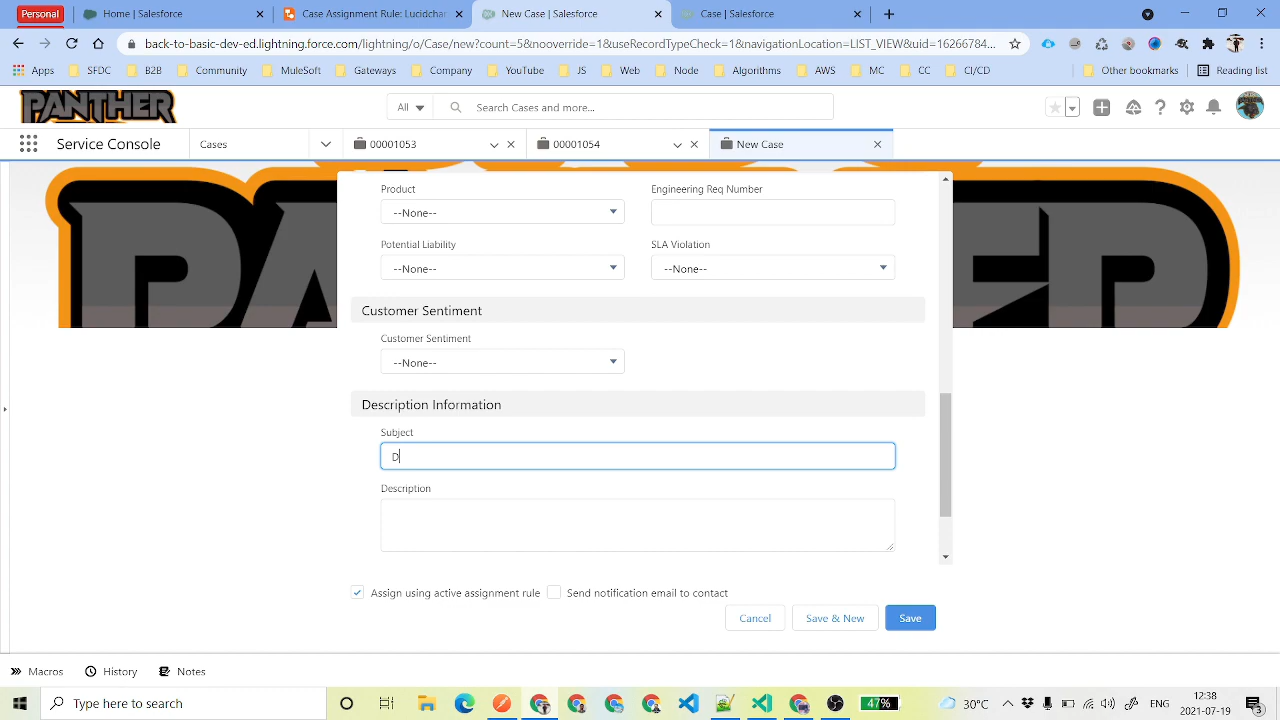 Personal
Salesforce
Case Assignment Rule: Lucidchar
New Case | Salesforce
Cases | Salesforce
back-to-dev-ed.lightning.force.com/lightning/o/Case/new?count=5&nooverride=1&useRecordTypeCheck=1&navigationLocation=LIST_VIEW&uid=16266784...
Apps
SFDC
B2B
Community
MuleSoft
Gateways
Company
YouTube
JS
Web
Node
Algorithms
AWS
MC
CC
CI/CD
Other bookmarks
Reading list
PANTHER
All
Search Cases and more...
Service Console
Cases
00001053
00001054
New Case
Product
Engineering Req Number
--None--
Potential Liability
SLA Violation
--None--
--None--
Customer Sentiment
Customer Sentiment
--None--
Description Information
Subject
D
Description
Assign using active assignment rule
Send notification email to contact
Cancel
Save & New
Save
Macros
History
Notes
Type here to search
47%
30°C
ENG
12:38
2021-07-19